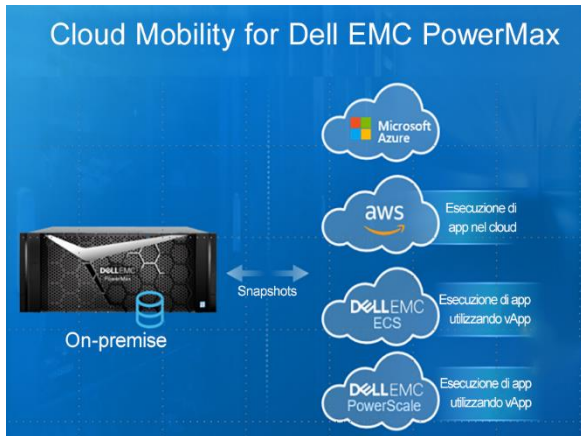 Cloud Mobility for Dell EMC PowerMax
Microsoft
Azure
aws
Esecuzione di
app nel cloud
DELLEMC
PowerMax
Snapshots
On-premise
DELLEMC
ECS
Esecuzione di app
utilizzando vApp
DELLEMC
PowerScale
Esecuzione di app
utilizzando vApp